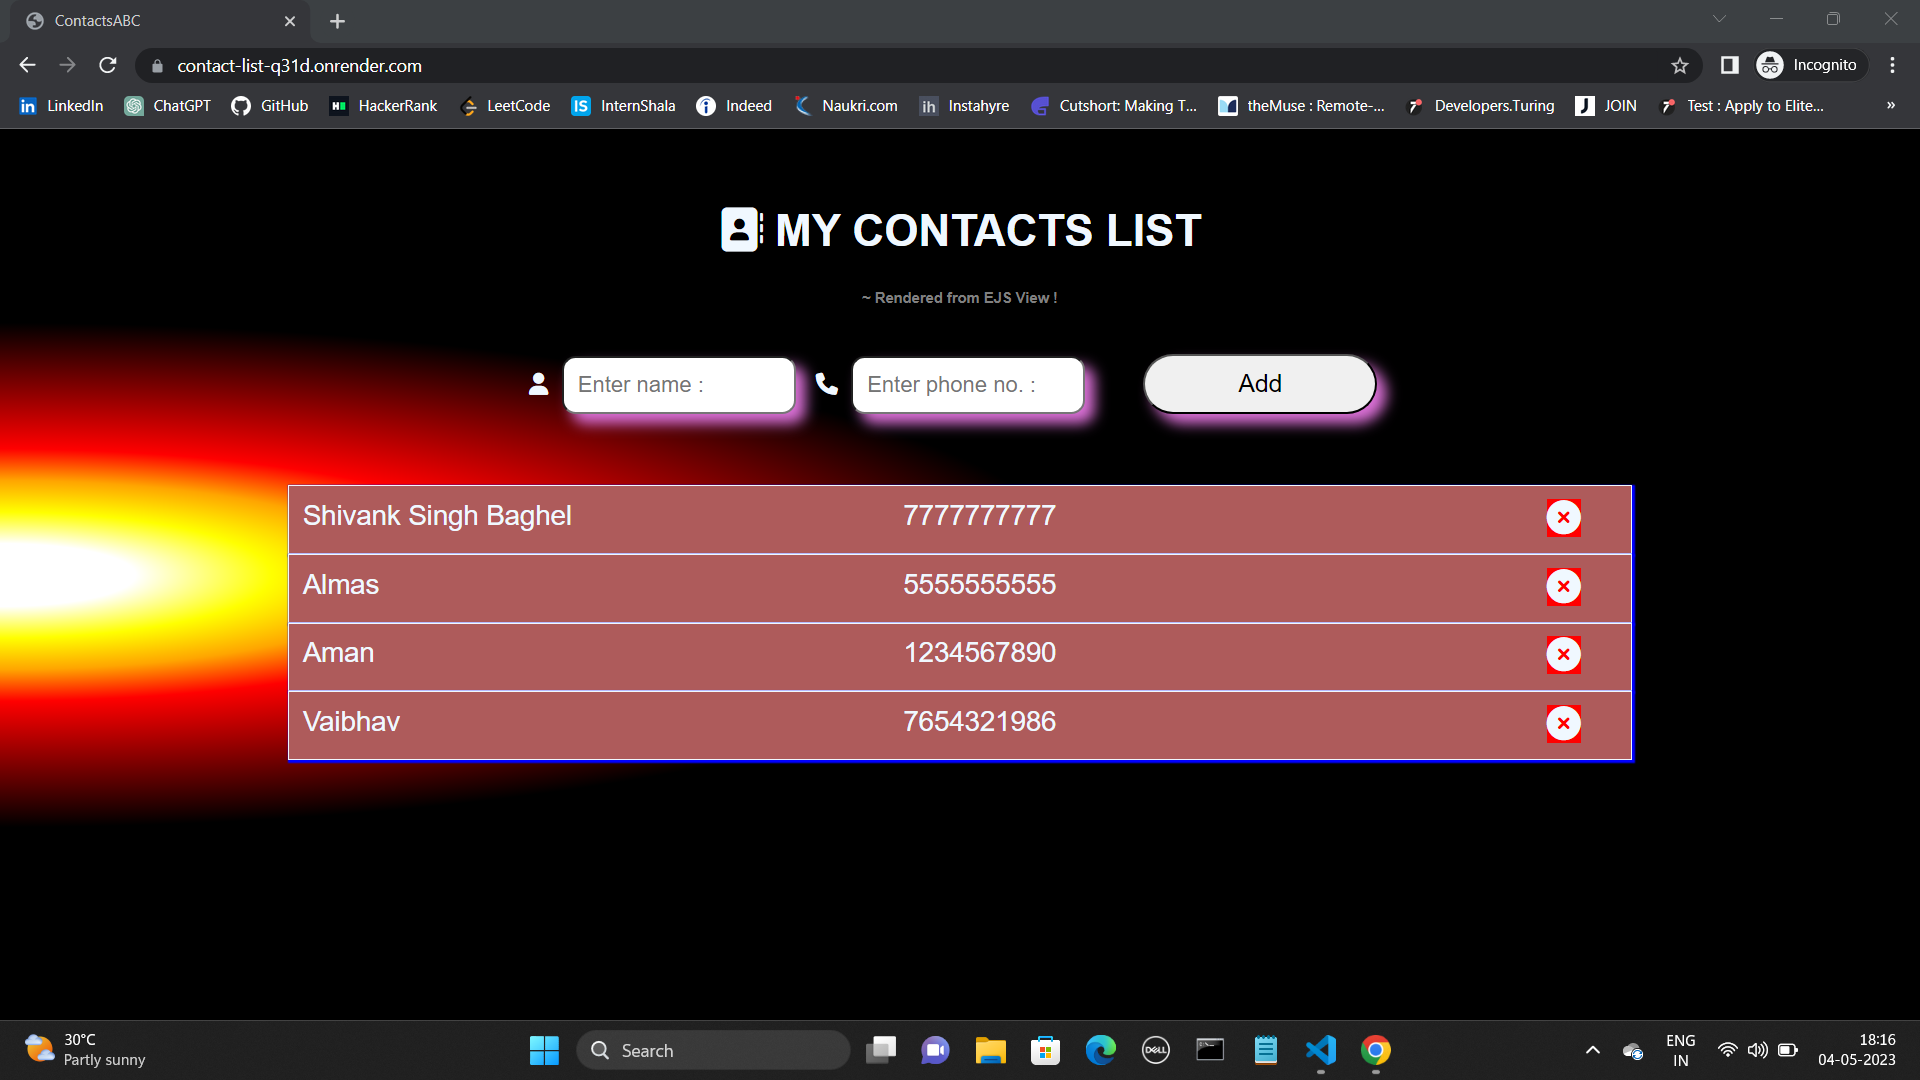 ContactsABC
contact-list-q31d.onrender.com
Incognito
LinkedIn ChatGPT GitHub HackerRank LeetCode InternShala Indeed Naukri.com Instahyre Cutshort: Making T... theMuse : Remote-... Developers.Turing JOIN Test : Apply to Elite... »
MY CONTACTS LIST
~ Rendered from EJS View !
Enter name : Enter phone no. : Add
Shivank Singh Baghel 7777777777
Almas 5555555555
Aman 1234567890
Vaibhav 7654321986
30°C
Partly sunny
Search
ENG
IN
18:16
04-05-2023